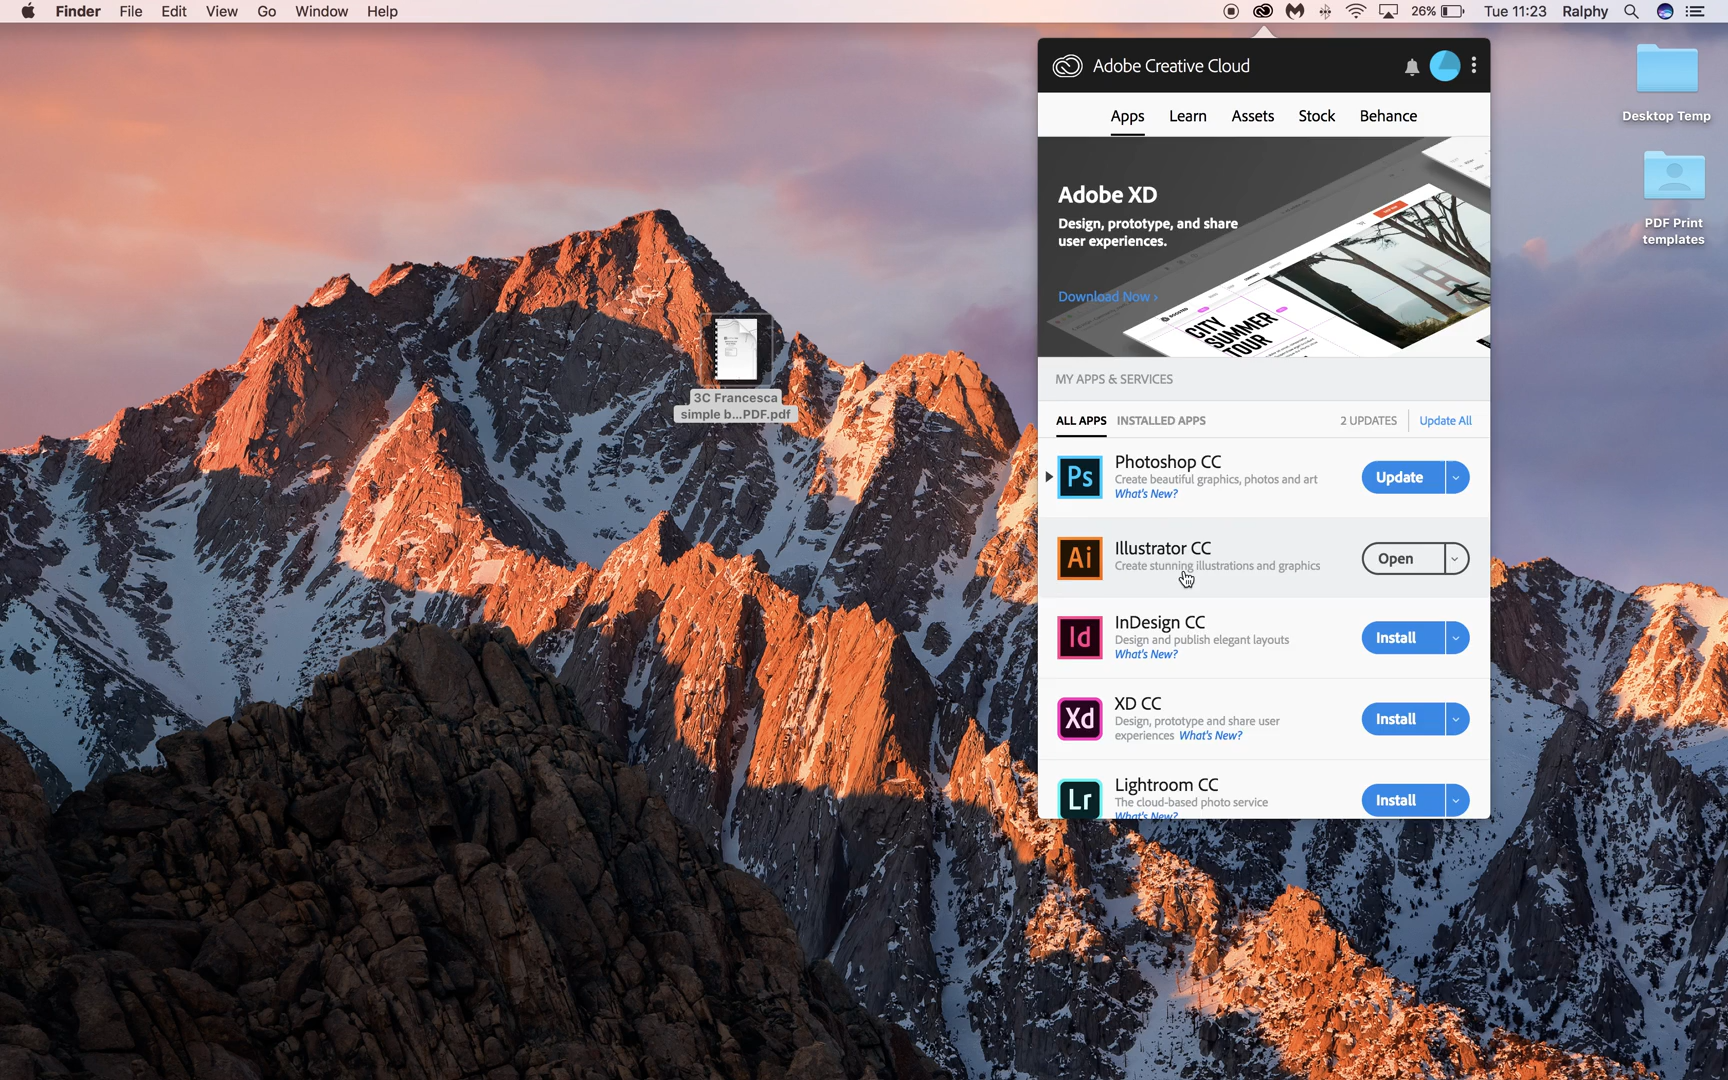 Finder File Edit View Go Window Help
26% Tue 11:23 Ralphy
Adobe Creative Cloud
Apps Learn Assets Stock Behance
Adobe XD
Design, prototype, and share
user experiences.
Download Now ›
CITY
SUMMER
TOUR
MY APPS & SERVICES
ALL APPS INSTALLED APPS 2 UPDATES Update All
Ps
Photoshop CC
Create beautiful graphics, photos and art
What's New?
Update
Ai
Illustrator CC
Create stunning illustrations and graphics
Open
Id
InDesign CC
Design and publish elegant layouts
What's New?
Install
Xd
XD CC
Design, prototype and share user
experiences What's New?
Install
Lr
Lightroom CC
The cloud-based photo service
What's New?
Install
3C Francesca
simple b...PDF.pdf
Desktop Temp
PDF Print
templates